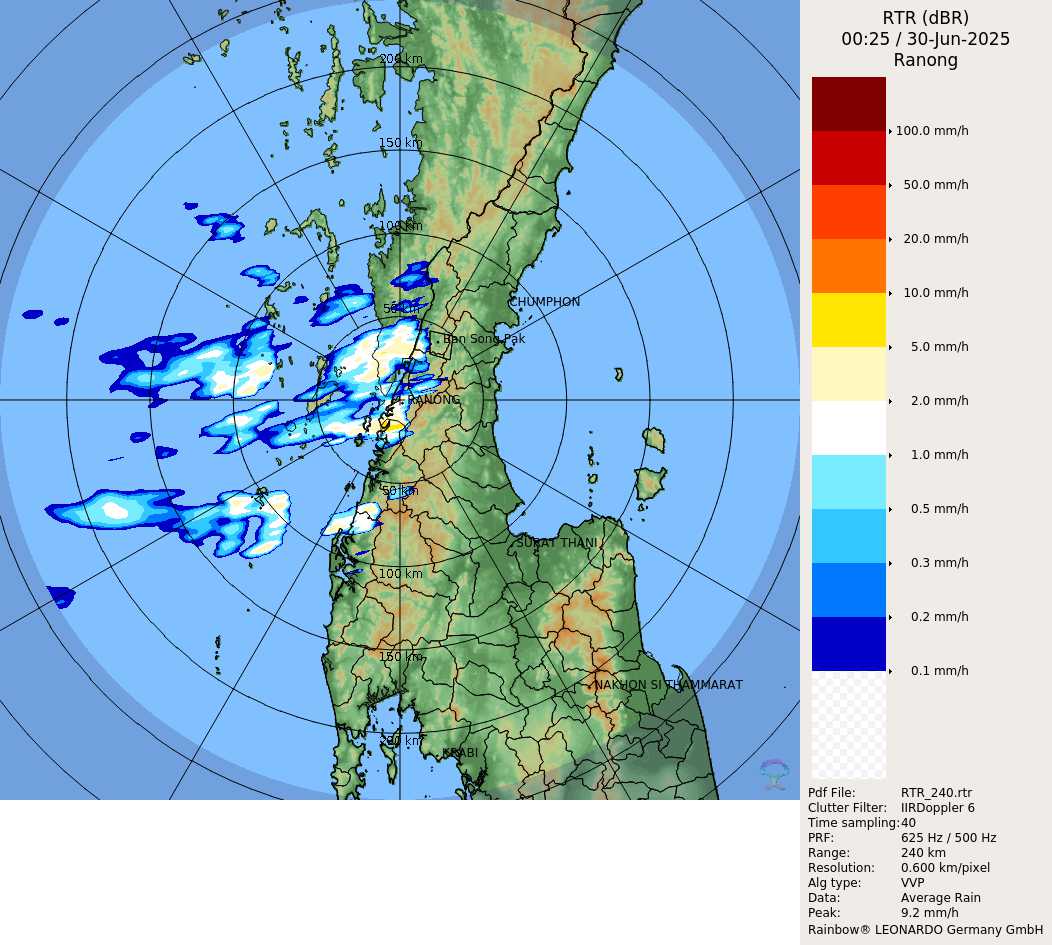 RTR (dBR)
00:25 / 30-Jun-2025
Ranong
200 km
150 km
100 km
50 km
CHUMPHON
Ban Song Pak
RANONG
50 km
SURAT THANI
100 km
150 km
NAKHON SI THAMMARAT
200 km
KRABI
100.0 mm/h
50.0 mm/h
20.0 mm/h
10.0 mm/h
5.0 mm/h
2.0 mm/h
1.0 mm/h
0.5 mm/h
0.3 mm/h
0.2 mm/h
0.1 mm/h
Pdf File: RTR_240.rtr
Clutter Filter: IIRDoppler 6
Time sampling: 40
PRF: 625 Hz / 500 Hz
Range: 240 km
Resolution: 0.600 km/pixel
Alg type: VVP
Data: Average Rain
Peak: 9.2 mm/h
Rainbow® LEONARDO Germany GmbH